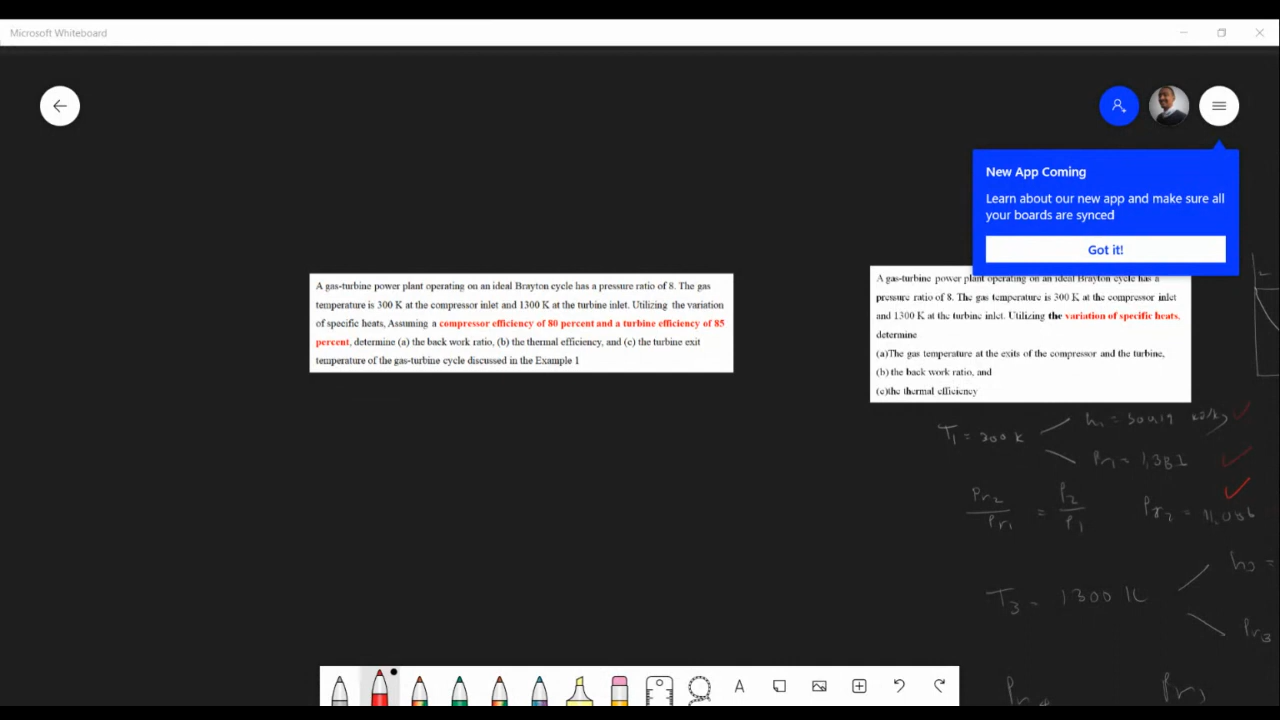 Microsoft Whiteboard
New App Coming
Learn about our new app and make sure all
your boards are synced
Got it!
A gas-turbine power plant operating on an ideal Brayton cycle has a pressure ratio of 8. The gas
temperature is 300 K at the compressor inlet and 1300 K at the turbine inlet. Utilizing the variation
of specific heats, Assuming a compressor efficiency of 80 percent and a turbine efficiency of 85
percent, determine (a) the back work ratio, (b) the thermal efficiency, and (c) the turbine exit
temperature of the gas-turbine cycle discussed in the Example 1
A gas-turbine power plant operating on an ideal Brayton cycle has a
pressure ratio of 8. The gas temperature is 300 K at the compressor inlet
and 1300 K at the turbine inlet. Utilizing the variation of specific heats,
determine
(a)The gas temperature at the exits of the compressor and the turbine,
(b) the back work ratio, and
(c)the thermal efficiency
T1 = 300 K
h1 = 300.19 kJ/kg
Pr1 = 1,381
Pr2/Pr1 = P2/P1
Pr2 =
T3 = 1300 K
Pr3
A